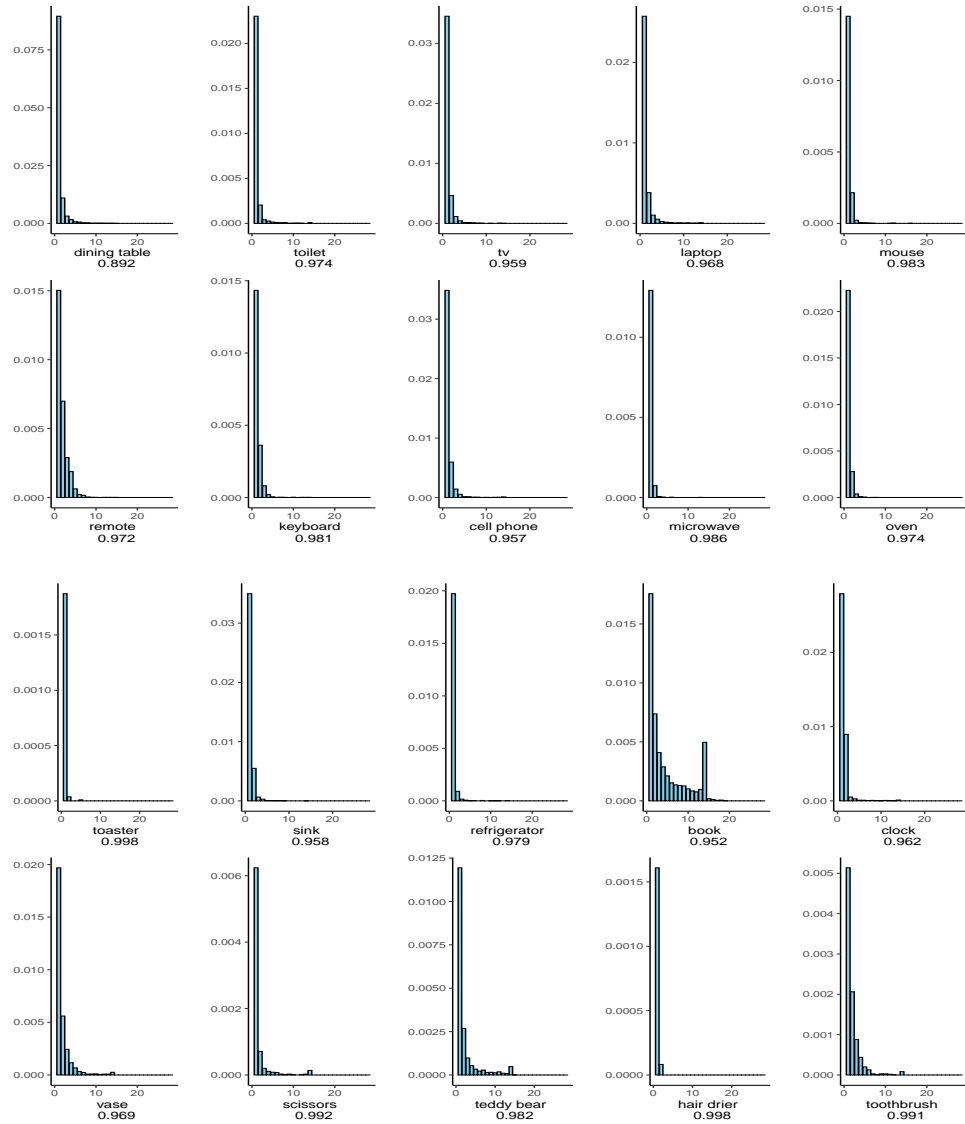 0.075
0.050
0.025
0.000
0 10 20
dining table
0.892
0.020
0.015
0.010
0.005
0.000
0 10 20
toilet
0.974
0.03
0.02
0.01
0.00
0 10 20
tv
0.959
0.02
0.01
0.00
0 10 20
laptop
0.968
0.015
0.010
0.005
0.000
0 10 20
mouse
0.983
0.015
0.010
0.005
0.000
0 10 20
remote
0.972
0.015
0.010
0.005
0.000
0 10 20
keyboard
0.981
0.03
0.02
0.01
0.00
0 10 20
cell phone
0.957
0.010
0.005
0.000
0 10 20
microwave
0.986
0.020
0.015
0.010
0.005
0.000
0 10 20
oven
0.974
0.0015
0.0010
0.0005
0.0000
0 10 20
toaster
0.998
0.03
0.02
0.01
0.00
0 10 20
sink
0.958
0.020
0.015
0.010
0.005
0.000
0 10 20
refrigerator
0.979
0.015
0.010
0.005
0.000
0 10 20
book
0.952
0.02
0.01
0.00
0 10 20
clock
0.962
0.020
0.015
0.010
0.005
0.000
0 10 20
vase
0.969
0.006
0.004
0.002
0.000
0 10 20
scissors
0.992
0.0125
0.0100
0.0075
0.0050
0.0025
0.0000
0 10 20
teddy bear
0.982
0.0015
0.0010
0.0005
0.0000
0 10 20
hair drier
0.998
0.005
0.004
0.003
0.002
0.001
0.000
0 10 20
toothbrush
0.991